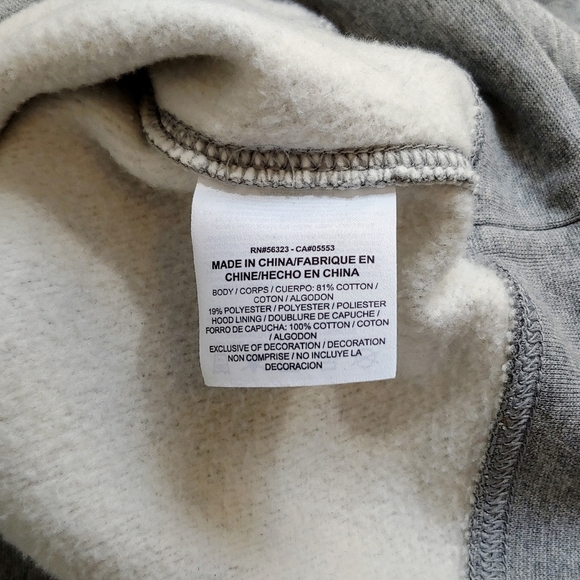 RN#56323 - CA#05553
MADE IN CHINA/FABRIQUE EN
CHINE/HECHO EN CHINA
BODY / CORPS / CUERPO: 81% COTTON /
COTON / ALGODON
19% POLYESTER / POLYESTER / POLIESTER
HOOD LINING / DOUBLURE DE CAPUCHE /
FORRO DE CAPUCHA: 100% COTTON / COTON
/ ALGODON
EXCLUSIVE OF DECORATION / DECORATION
NON COMPRISE / NO INCLUYE LA
DECORACION